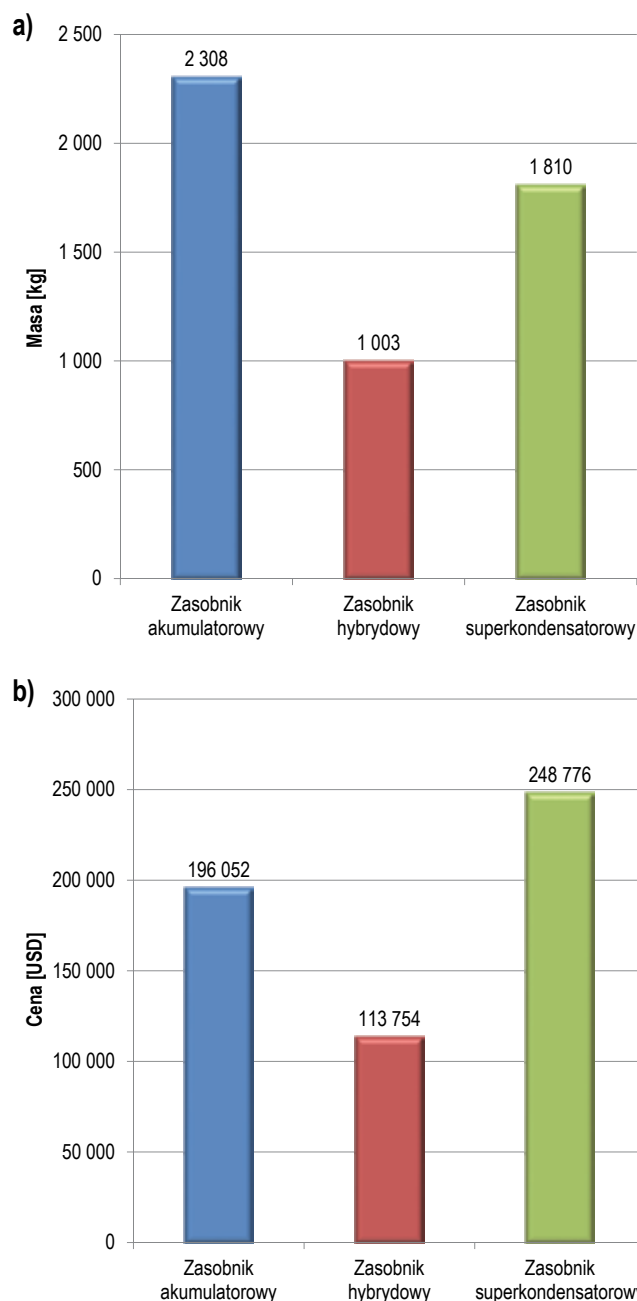 a)
2 500
2 000
1 500
1 000
500
0
Masa [kg]
2 308
1 003
1 810
Zasobnik
akumulatorowy
Zasobnik
hybrydowy
Zasobnik
superkondensatorowy
b)
300 000
250 000
200 000
150 000
100 000
50 000
0
Cena [USD]
196 052
113 754
248 776
Zasobnik
akumulatorowy
Zasobnik
hybrydowy
Zasobnik
superkondensatorowy